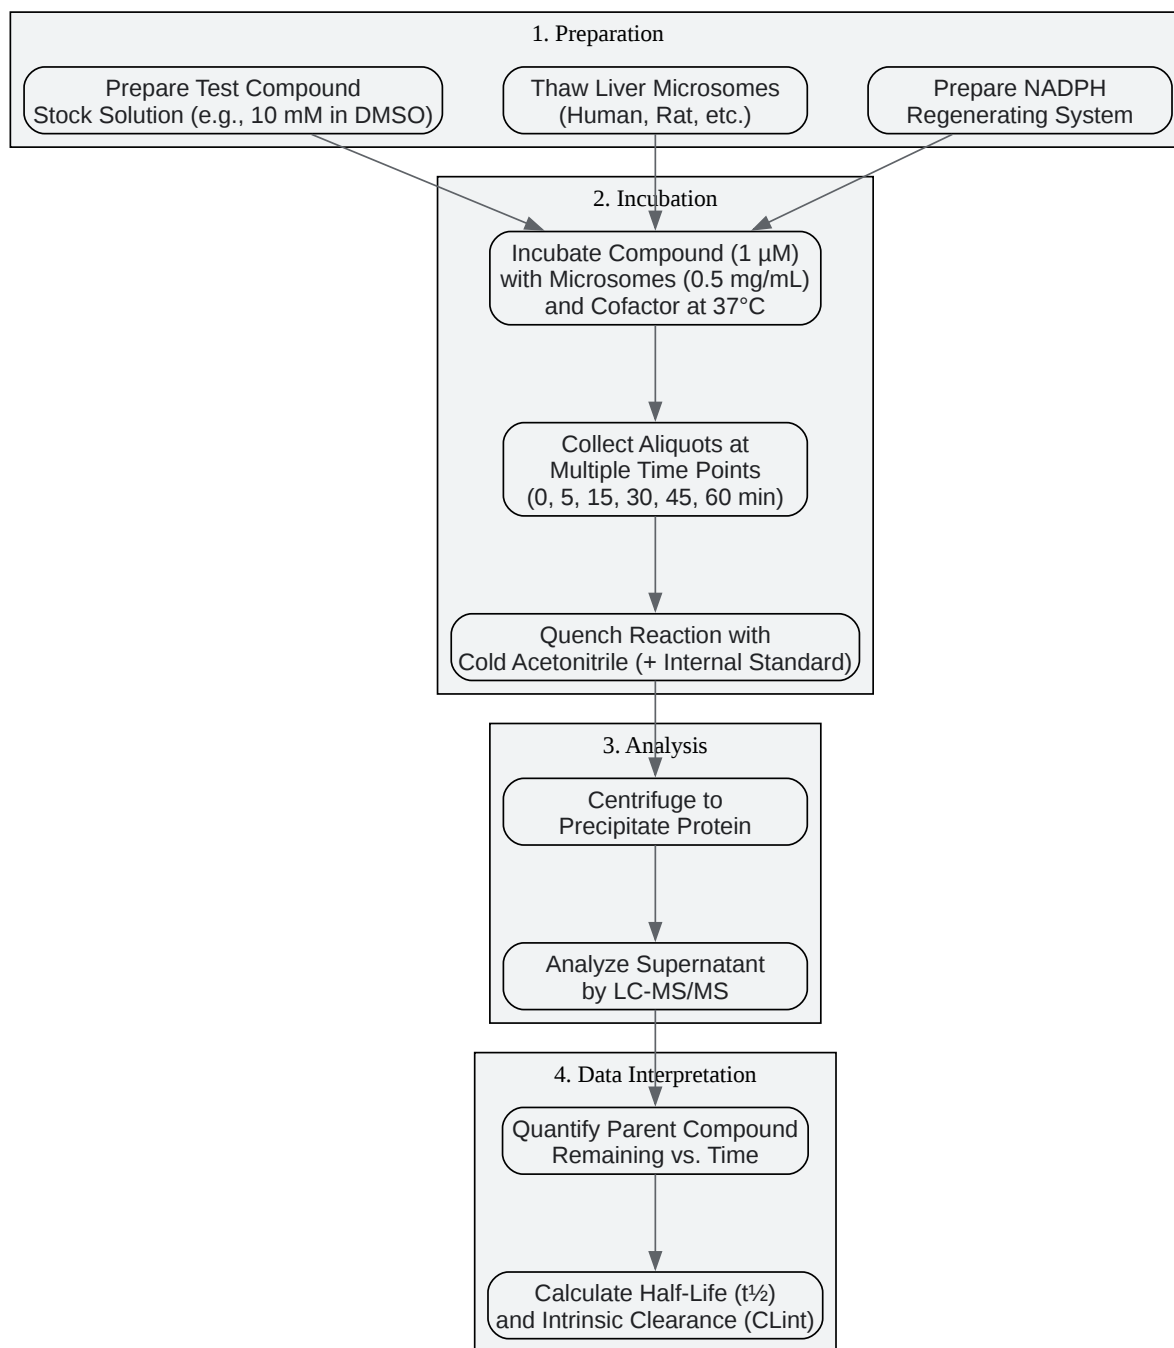 1. Preparation
Prepare Test Compound
Stock Solution (e.g., 10 mM in DMSO)
Thaw Liver Microsomes
(Human, Rat, etc.)
Prepare NADPH
Regenerating System
2. Incubation
Incubate Compound (1 µM)
with Microsomes (0.5 mg/mL)
and Cofactor at 37°C
Collect Aliquots at
Multiple Time Points
(0, 5, 15, 30, 45, 60 min)
Quench Reaction with
Cold Acetonitrile (+ Internal Standard)
3. Analysis
Centrifuge to
Precipitate Protein
Analyze Supernatant
by LC-MS/MS
4. Data Interpretation
Quantify Parent Compound
Remaining vs. Time
Calculate Half-Life (t½)
and Intrinsic Clearance (CLint)